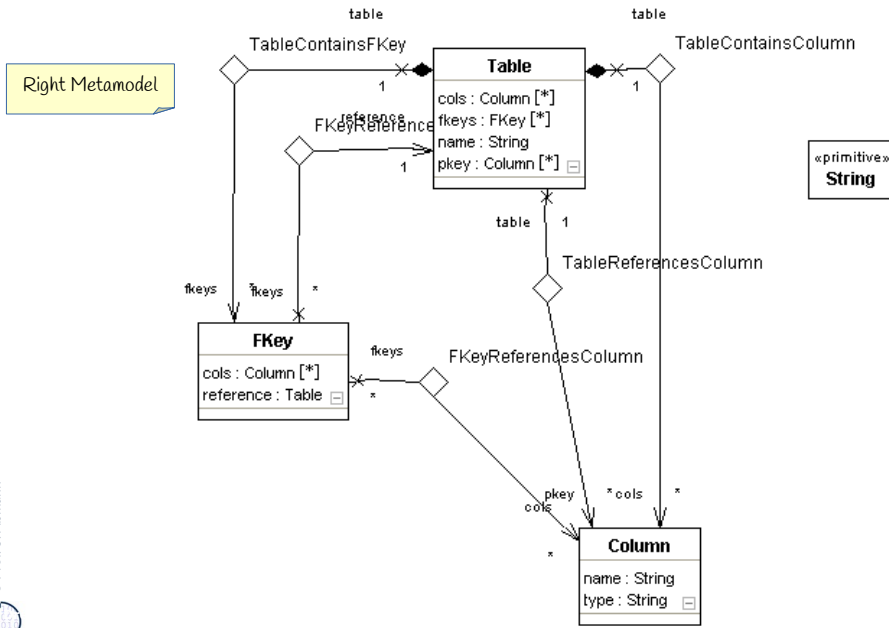 table
table
TableContainsFKey
TableContainsColumn
Right Metamodel
1
1
Table
cols : Column [*]
fkeys : FKey [*]
name : String
pkey : Column [*]
reference
FKeyReference
1
«primitive»
String
table
1
TableReferencesColumn
fkeys
*
fkeys
*
FKey
cols : Column [*]
reference : Table
fkeys
*
FKeyReferencesColumn
pkey
*
cols
*
cols
*
Column
name : String
type : String